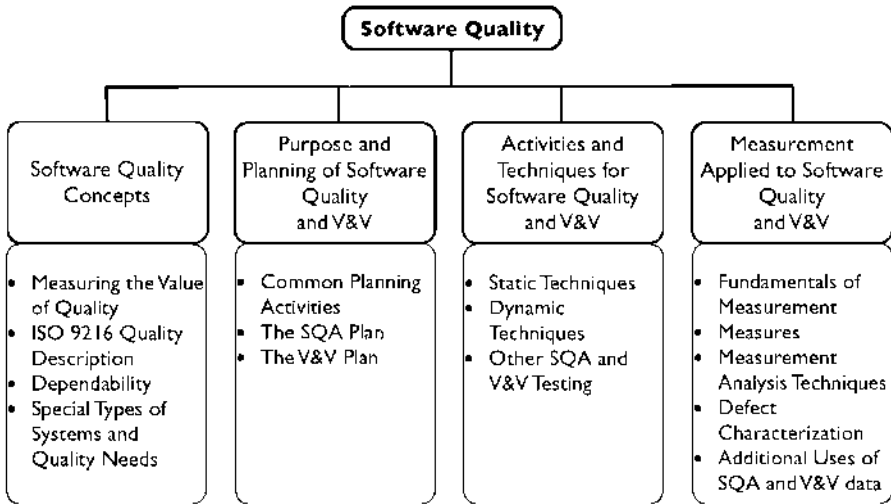 Software Quality
Software Quality
Concepts
Purpose and
Planning of Software
Quality
and V&V
Activities and
Techniques for
Software Quality
and V&V
Measurement
Applied to Software
Quality
and V&V
• Measuring the Value
of Quality
• ISO 9216 Quality
Description
• Dependability
• Special Types of
Systems and
Quality Needs
• Common Planning
Activities
• The SQA Plan
• The V&V Plan
• Static Techniques
• Dynamic
Techniques
• Other SQA and
V&V Testing
• Fundamentals of
Measurement
• Measures
• Measurement
Analysis Techniques
• Defect
Characterization
• Additional Uses of
SQA and V&V data